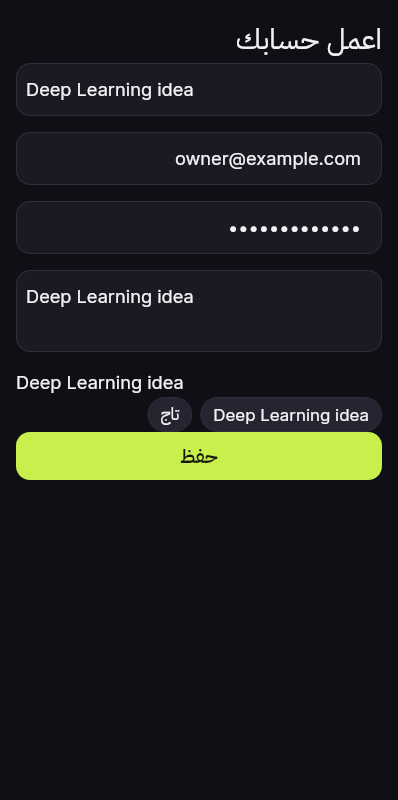 اعمل حسابك
Deep Learning idea
owner@example.com
•••••••••••••
Deep Learning idea
Deep Learning idea
Deep Learning idea تاج
حفظ